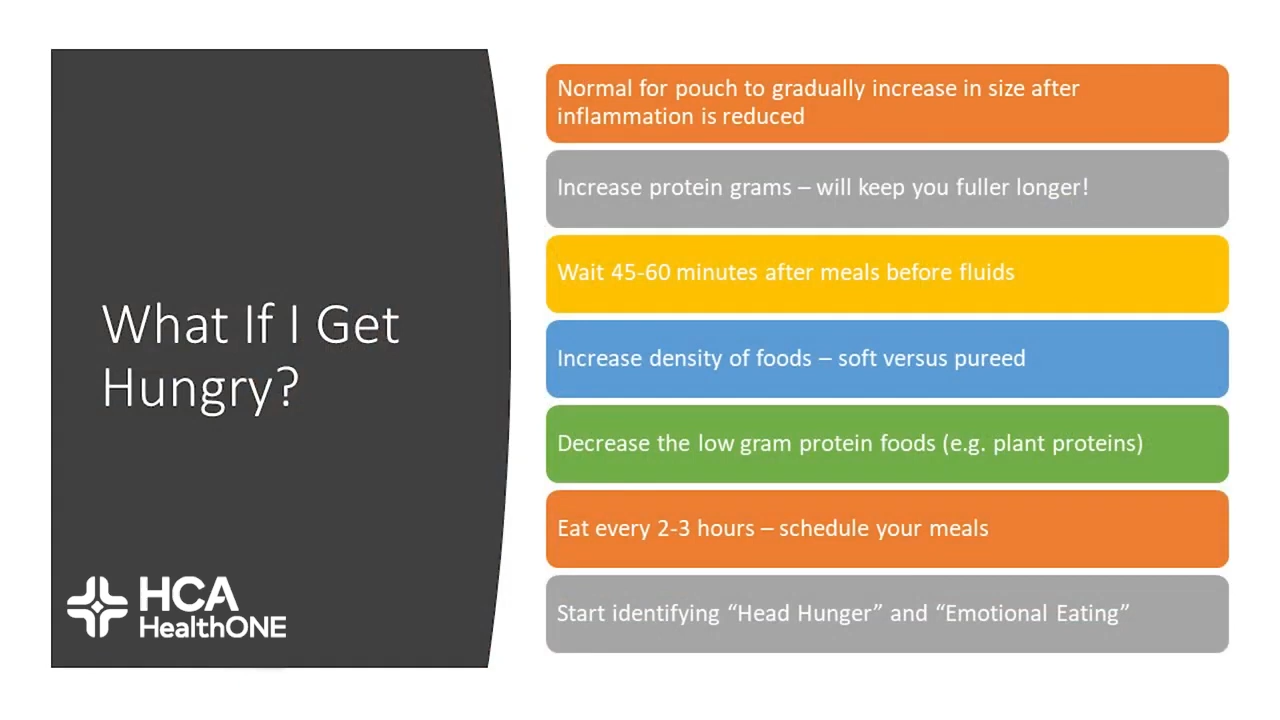 What If I Get
Hungry?
HCA
HealthONE
Normal for pouch to gradually increase in size after
inflammation is reduced
Increase protein grams – will keep you fuller longer!
Wait 45-60 minutes after meals before fluids
Increase density of foods – soft versus pureed
Decrease the low gram protein foods (e.g. plant proteins)
Eat every 2-3 hours – schedule your meals
Start identifying “Head Hunger” and “Emotional Eating”